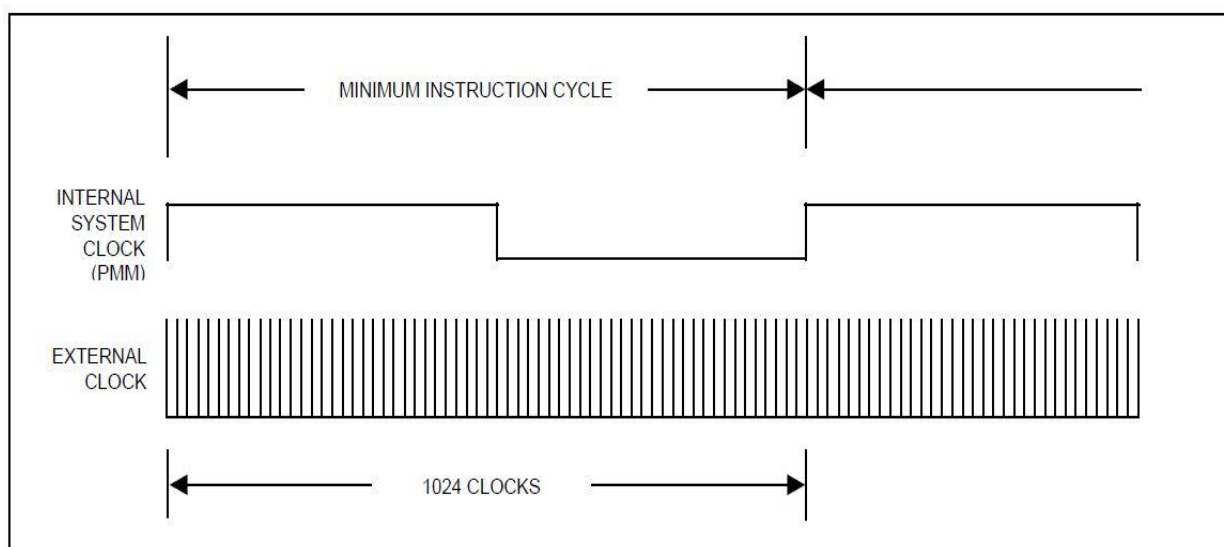 MINIMUM INSTRUCTION CYCLE
INTERNAL
SYSTEM
CLOCK
(PMM)
EXTERNAL
CLOCK
1024 CLOCKS